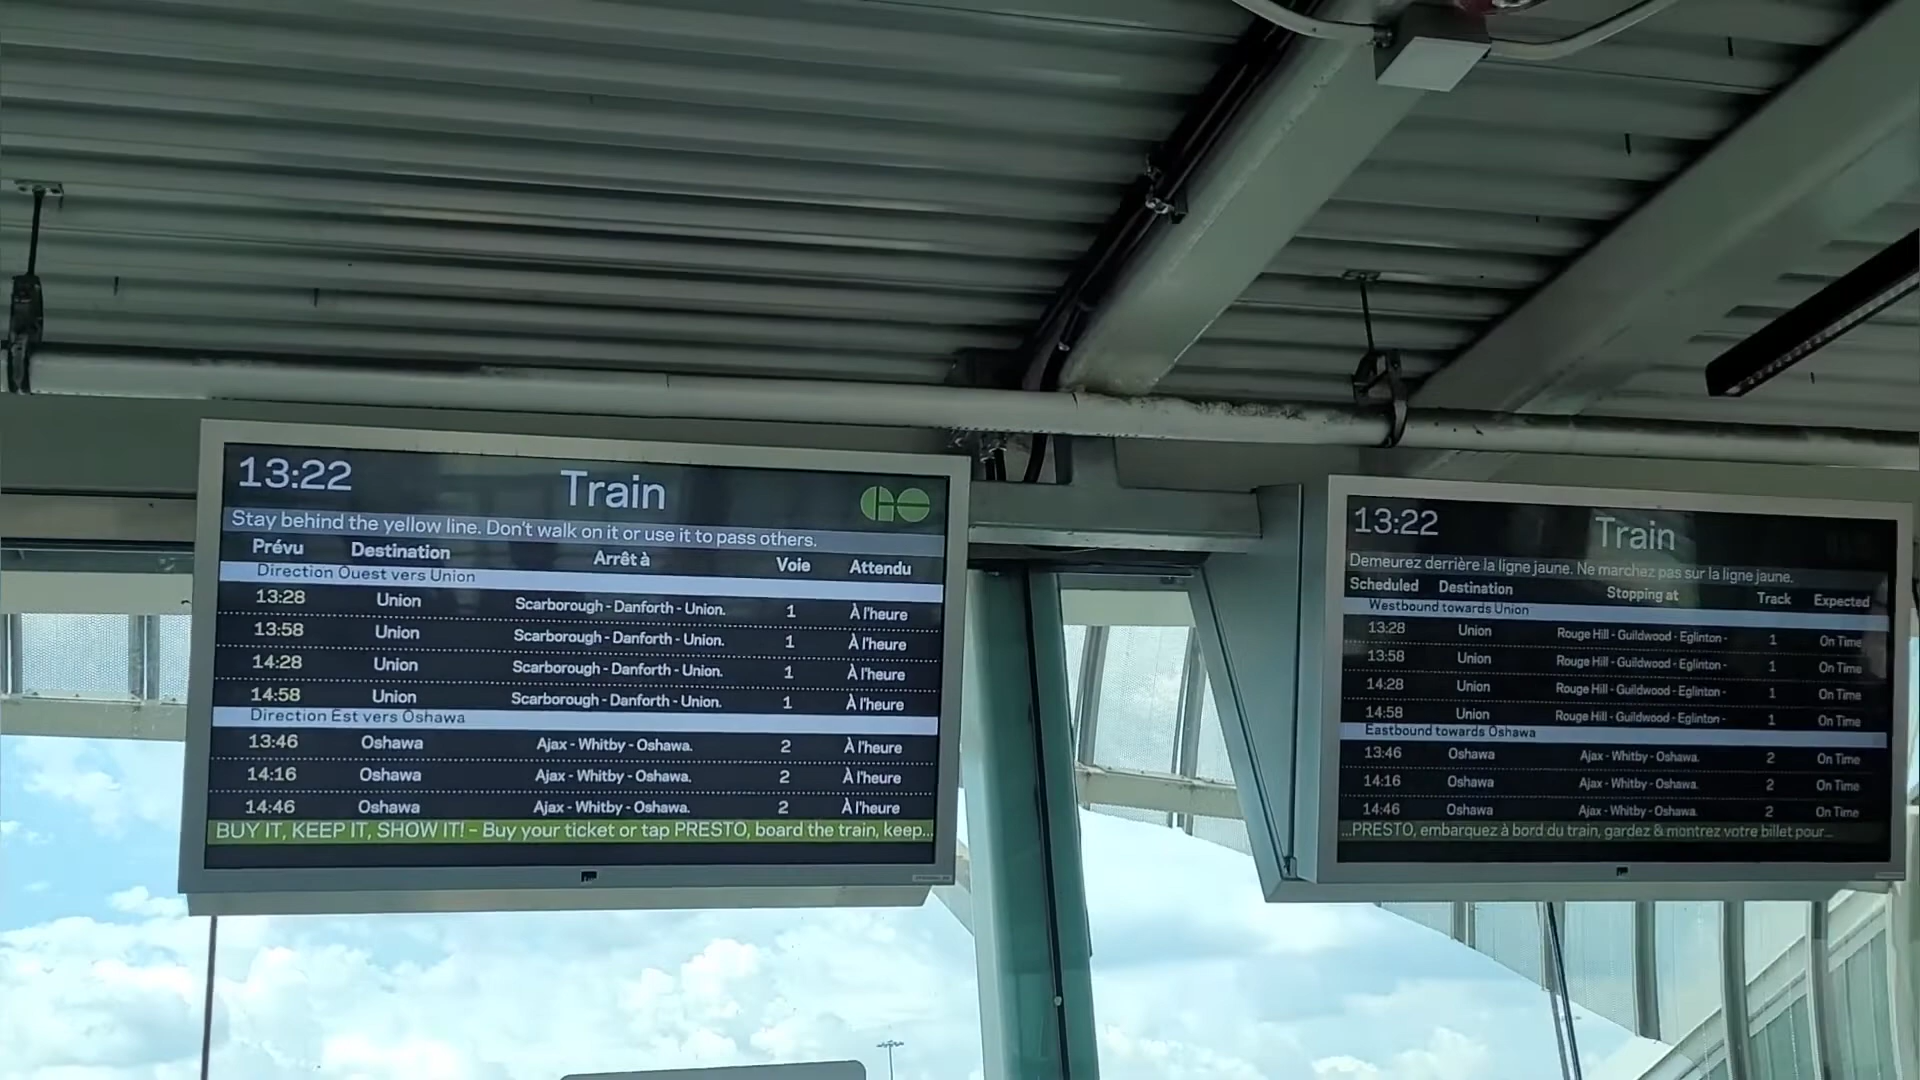 13:22 Train GO
Stay behind the yellow line. Don't walk on it or use it to pass others.
Prévu Destination Arrêt à Voie Attendu
Direction Ouest vers Union
13:28 Union Scarborough - Danforth - Union. 1 À l'heure
13:58 Union Scarborough - Danforth - Union. 1 À l'heure
14:28 Union Scarborough - Danforth - Union. 1 À l'heure
14:58 Union Scarborough - Danforth - Union. 1 À l'heure
Direction Est vers Oshawa
13:46 Oshawa Ajax - Whitby - Oshawa. 2 À l'heure
14:16 Oshawa Ajax - Whitby - Oshawa. 2 À l'heure
14:46 Oshawa Ajax - Whitby - Oshawa. 2 À l'heure
BUY IT, KEEP IT, SHOW IT! - Buy your ticket or tap PRESTO, board the train, keep...
13:22 Train
Demeurez derrière la ligne jaune. Ne marchez pas sur la ligne jaune.
Scheduled Destination Stopping at Track Expected
Westbound towards Union
13:28 Union Rouge Hill - Guildwood - Eglinton - 1 On Time
13:58 Union Rouge Hill - Guildwood - Eglinton - 1 On Time
14:28 Union Rouge Hill - Guildwood - Eglinton - 1 On Time
14:58 Union Rouge Hill - Guildwood - Eglinton - 1 On Time
Eastbound towards Oshawa
13:46 Oshawa Ajax - Whitby - Oshawa. 2 On Time
14:16 Oshawa Ajax - Whitby - Oshawa. 2 On Time
14:46 Oshawa Ajax - Whitby - Oshawa. 2 On Time
...PRESTO, embarquez à bord du train, gardez & montrez votre billet pour...